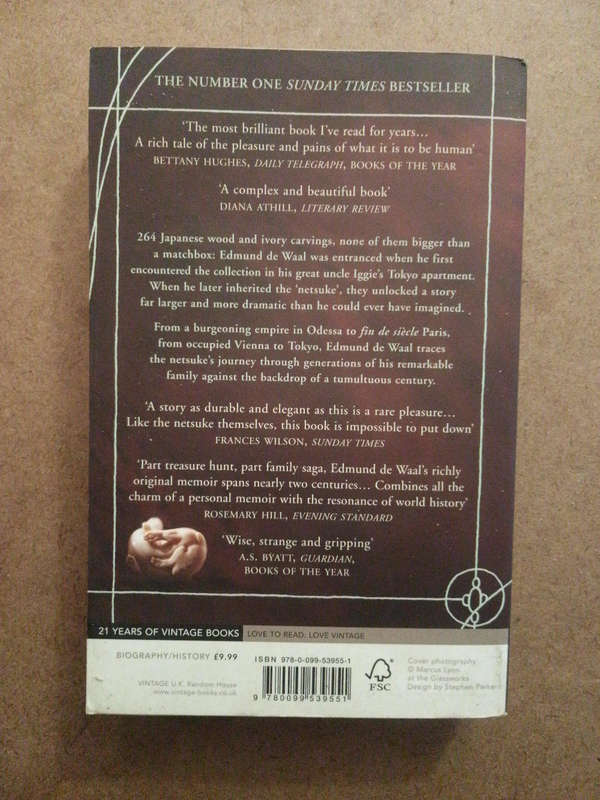 THE NUMBER ONE SUNDAY TIMES BESTSELLER
'The most brilliant book I've read for years...
A rich tale of the pleasure and pains of what it is to be human'
BETTANY HUGHES, DAILY TELEGRAPH, BOOKS OF THE YEAR
'A complex and beautiful book'
DIANA ATHILL, LITERARY REVIEW
264 Japanese wood and ivory carvings, none of them bigger than
a matchbox: Edmund de Waal was entranced when he first
encountered the collection in his great uncle Iggie's Tokyo apartment.
When he later inherited the 'netsuke', they unlocked a story
far larger and more dramatic than he could ever have imagined.
From a burgeoning empire in Odessa to fin de siècle Paris,
from occupied Vienna to Tokyo, Edmund de Waal traces
the netsuke's journey through generations of his remarkable
family against the backdrop of a tumultuous century.
'A story as durable and elegant as this is a rare pleasure...
Like the netsuke themselves, this book is impossible to put down'
FRANCES WILSON, SUNDAY TIMES
'Part treasure hunt, part family saga, Edmund de Waal's richly
original memoir spans nearly two centuries... Combines all the
charm of a personal memoir with the resonance of world history'
ROSEMARY HILL, EVENING STANDARD
'Wise, strange and gripping'
A.S. BYATT, GUARDIAN,
BOOKS OF THE YEAR
21 YEARS OF VINTAGE BOOKS LOVE TO READ. LOVE VINTAGE
BIOGRAPHY/HISTORY £9.99
VINTAGE U.K. Random House
www.vintage-books.co.uk
ISBN 978-0-099-53955-1
9 780099 539551
FSC
Cover photography
© Marcus Lyon
at the Glassworks
Design by Stephen Parker